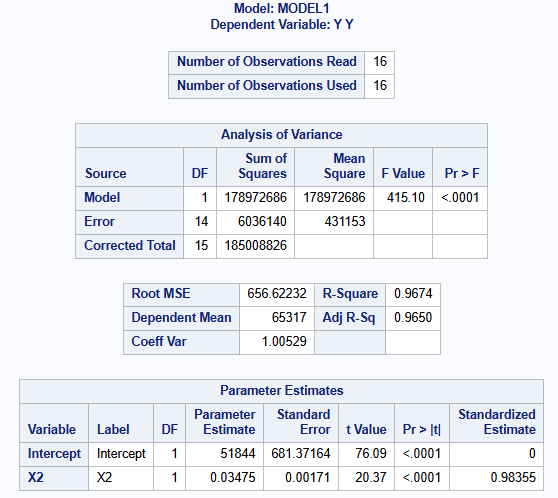 Model: MODEL1
Dependent Variable: Y Y
Number of Observations Read 16
Number of Observations Used 16
Analysis of Variance
Source DF Sum of Squares Mean Square F Value Pr > F
Model 1 178972686 178972686 415.10 <.0001
Error 14 6036140 431153
Corrected Total 15 185008826
Root MSE 656.62232 R-Square 0.9674
Dependent Mean 65317 Adj R-Sq 0.9650
Coeff Var 1.00529
Parameter Estimates
Variable Label DF Parameter Estimate Standard Error t Value Pr > |t| Standardized Estimate
Intercept Intercept 1 51844 681.37164 76.09 <.0001 0
X2 X2 1 0.03475 0.00171 20.37 <.0001 0.98355